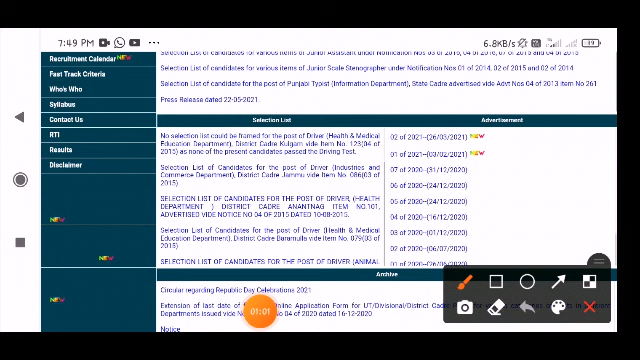 7:49 PM ...
6.8KB/s
19
Recruitment Calendar NEW
Fast Track Criteria
Who's Who
Syllabus
Contact Us
RTI
Results
Disclaimer
NEW
NEW
NEW
Selection List of candidates for various items of Junior Assistant under Notification Nos 03 of 2016, 04 of 2016, 07 of 2015 and 04 of 2015
Selection List of candidates for various items of Junior Scale Stenographer under Notification Nos 01 of 2014, 02 of 2015 and 02 of 2014
Selection List of candidates for the post of Punjabi Typist (Information Department), State Cadre advertised vide Advt Nos 04 of 2013 Item No 261
Press Release dated 22-05-2021.
Selection List
No selection list could be framed for the post of Driver (Health & Medical
Education Department), District Cadre Kulgam vide Item No. 123(04 of
2015) as none of the present candidates passed the Driving Test.
Selection List of Candidates for the post of Driver (Industries and
Commerce Department), District Cadre Jammu vide Item No. 086(03 of
2015)
SELECTION LIST OF CANDIDATES FOR THE POST OF DRIVER, (HEALTH
DEPARTMENT ) DISTRICT CADRE ANANTNAG ITEM NO.101,
ADVERTISED VIDE NOTICE NO 04 OF 2015 DATED 10-08-2015.
Selection List of Candidates for the post of Driver (Health & Medical
Education Department), District Cadre Baramulla vide Item No. 079(03 of
2015)
SELECTION LIST OF CANDIDATES FOR THE POST OF DRIVER (ANIMAL
Advertisement
02 of 2021-(26/03/2021) NEW
01 of 2021-(03/02/2021) NEW
07 of 2020-(31/12/2020)
06 of 2020-(24/12/2020)
05 of 2020-(24/12/2020)
04 of 2020-(16/12/2020)
03 of 2020-(01/12/2020)
02 of 2020-(06/07/2020)
01 of 2020-(26/06/2020)
Archive
Circular regarding Republic Day Celebrations 2021
Extension of last date of Online Application Form for UT/Divisional/District Cadre
Departments issued vide No 04 of 2020 dated 16-12-2020
Notice
01:01